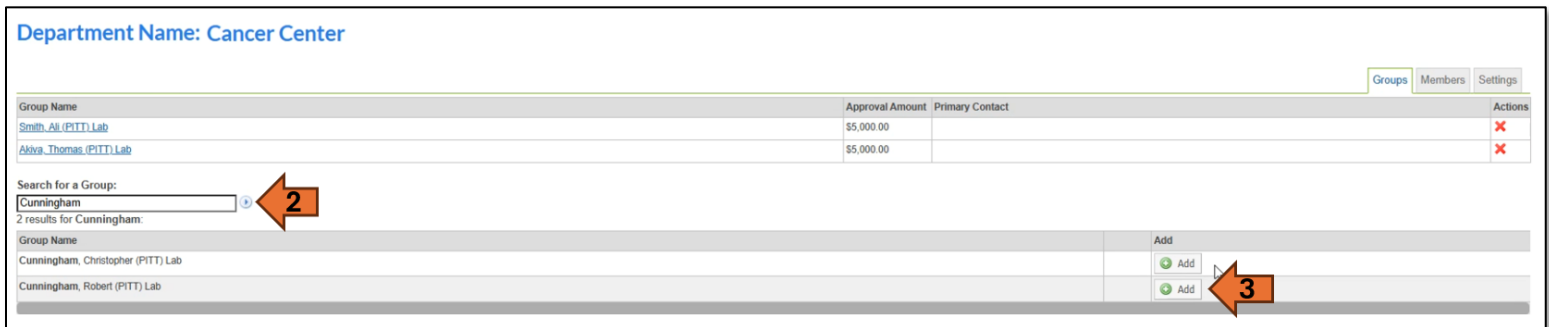 Department Name: Cancer Center
Groups Members Settings
Group Name Approval Amount Primary Contact Actions
Smith, Ali (PITT) Lab $5,000.00
Akiva, Thomas (PITT) Lab $5,000.00
Search for a Group:
Cunningham 2
2 results for Cunningham:
Group Name Add
Cunningham, Christopher (PITT) Lab Add
Cunningham, Robert (PITT) Lab Add 3